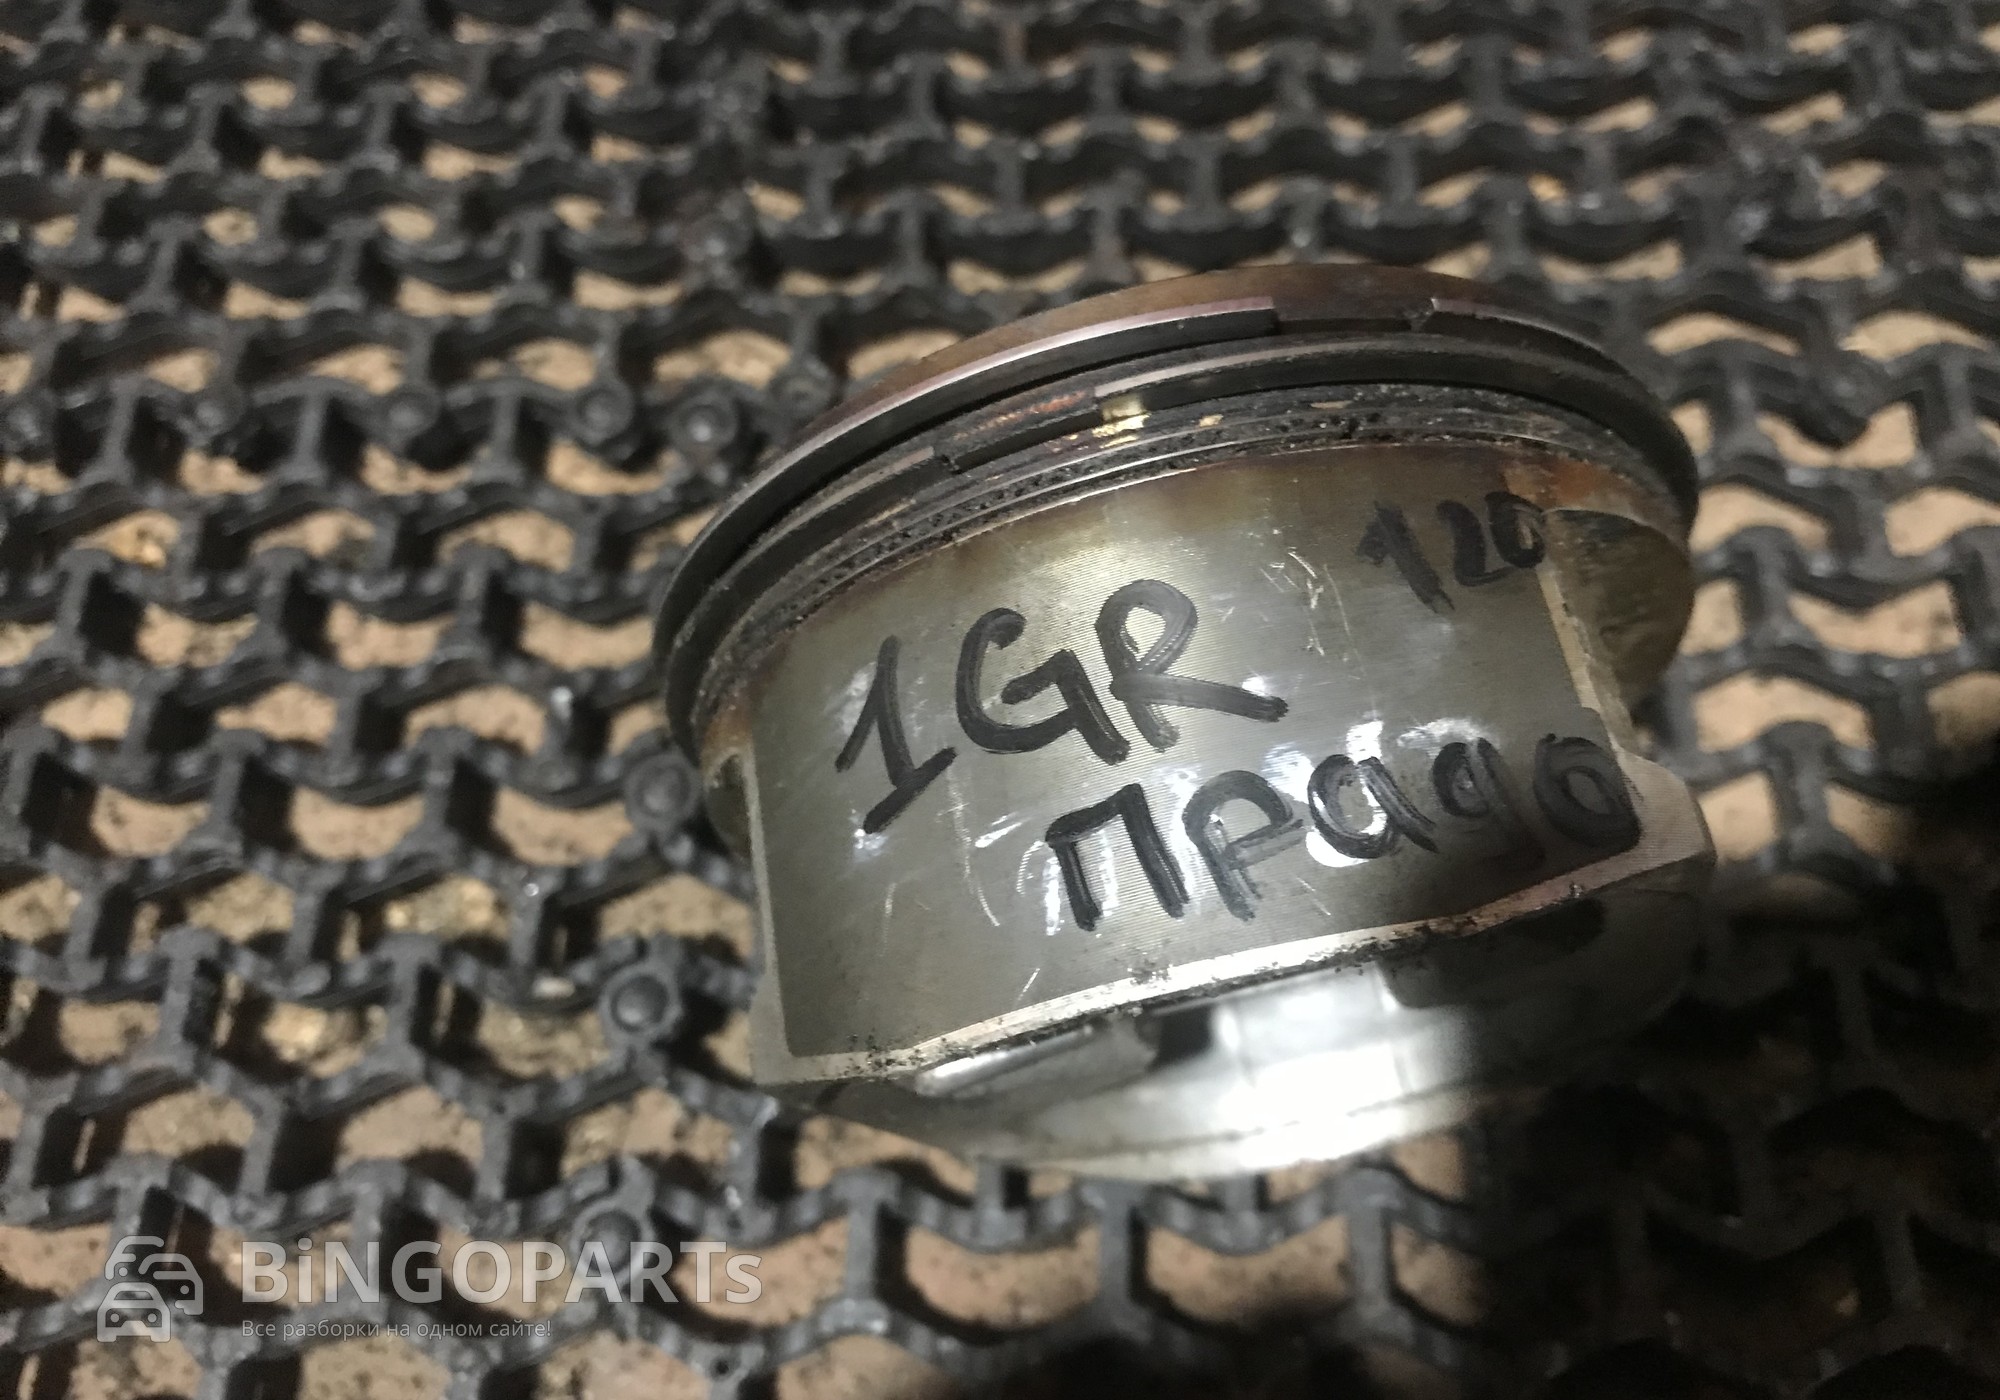 120
1GR
Прадо
BiNGOPARTs
Все разборки на одном сайте!